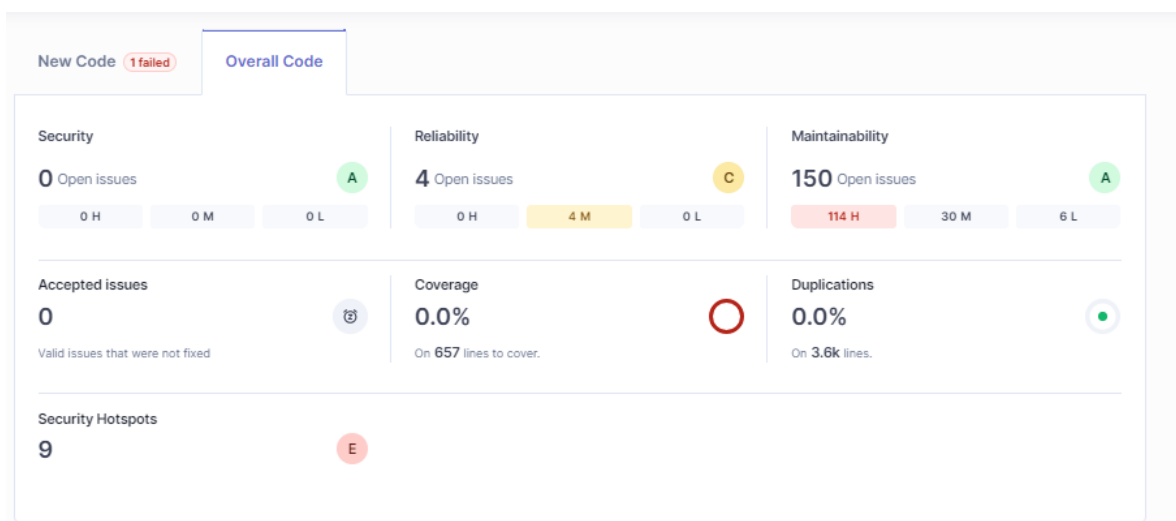 New Code 1 failed Overall Code
Security
0 Open issues A
0 H 0 M 0 L
Reliability
4 Open issues C
0 H 4 M 0 L
Maintainability
150 Open issues A
114 H 30 M 6 L
Accepted issues
0
Valid issues that were not fixed
Coverage
0.0%
On 657 lines to cover.
Duplications
0.0%
On 3.6k lines.
Security Hotspots
9 E